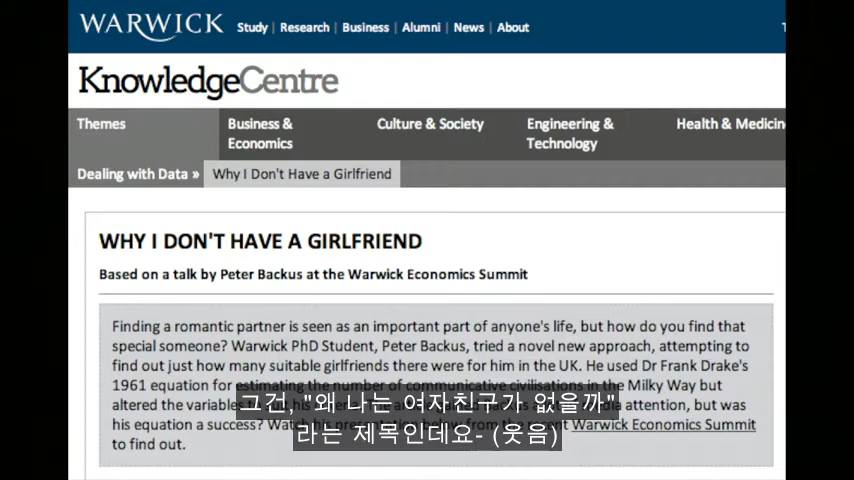 WARWICK Study | Research | Business | Alumni | News | About
KnowledgeCentre
Themes
Business &
Economics
Culture & Society
Engineering &
Technology
Health & Medicin
Dealing with Data » Why I Don't Have a Girlfriend
WHY I DON'T HAVE A GIRLFRIEND
Based on a talk by Peter Backus at the Warwick Economics Summit
Finding a romantic partner is seen as an important part of anyone's life, but how do you find that
special someone? Warwick PhD Student, Peter Backus, tried a novel new approach, attempting to
find out just how many suitable girlfriends there were for him in the UK. He used Dr Frank Drake's
1961 equation for estimating the number of communicative civilisations in the Milky Way but
altered the variables attention, but was
his equation a success? Warwick Economics Summit
to find out.
그건, "왜 나는 여자친구가 없을까"
라는 제목인데요- (웃음)